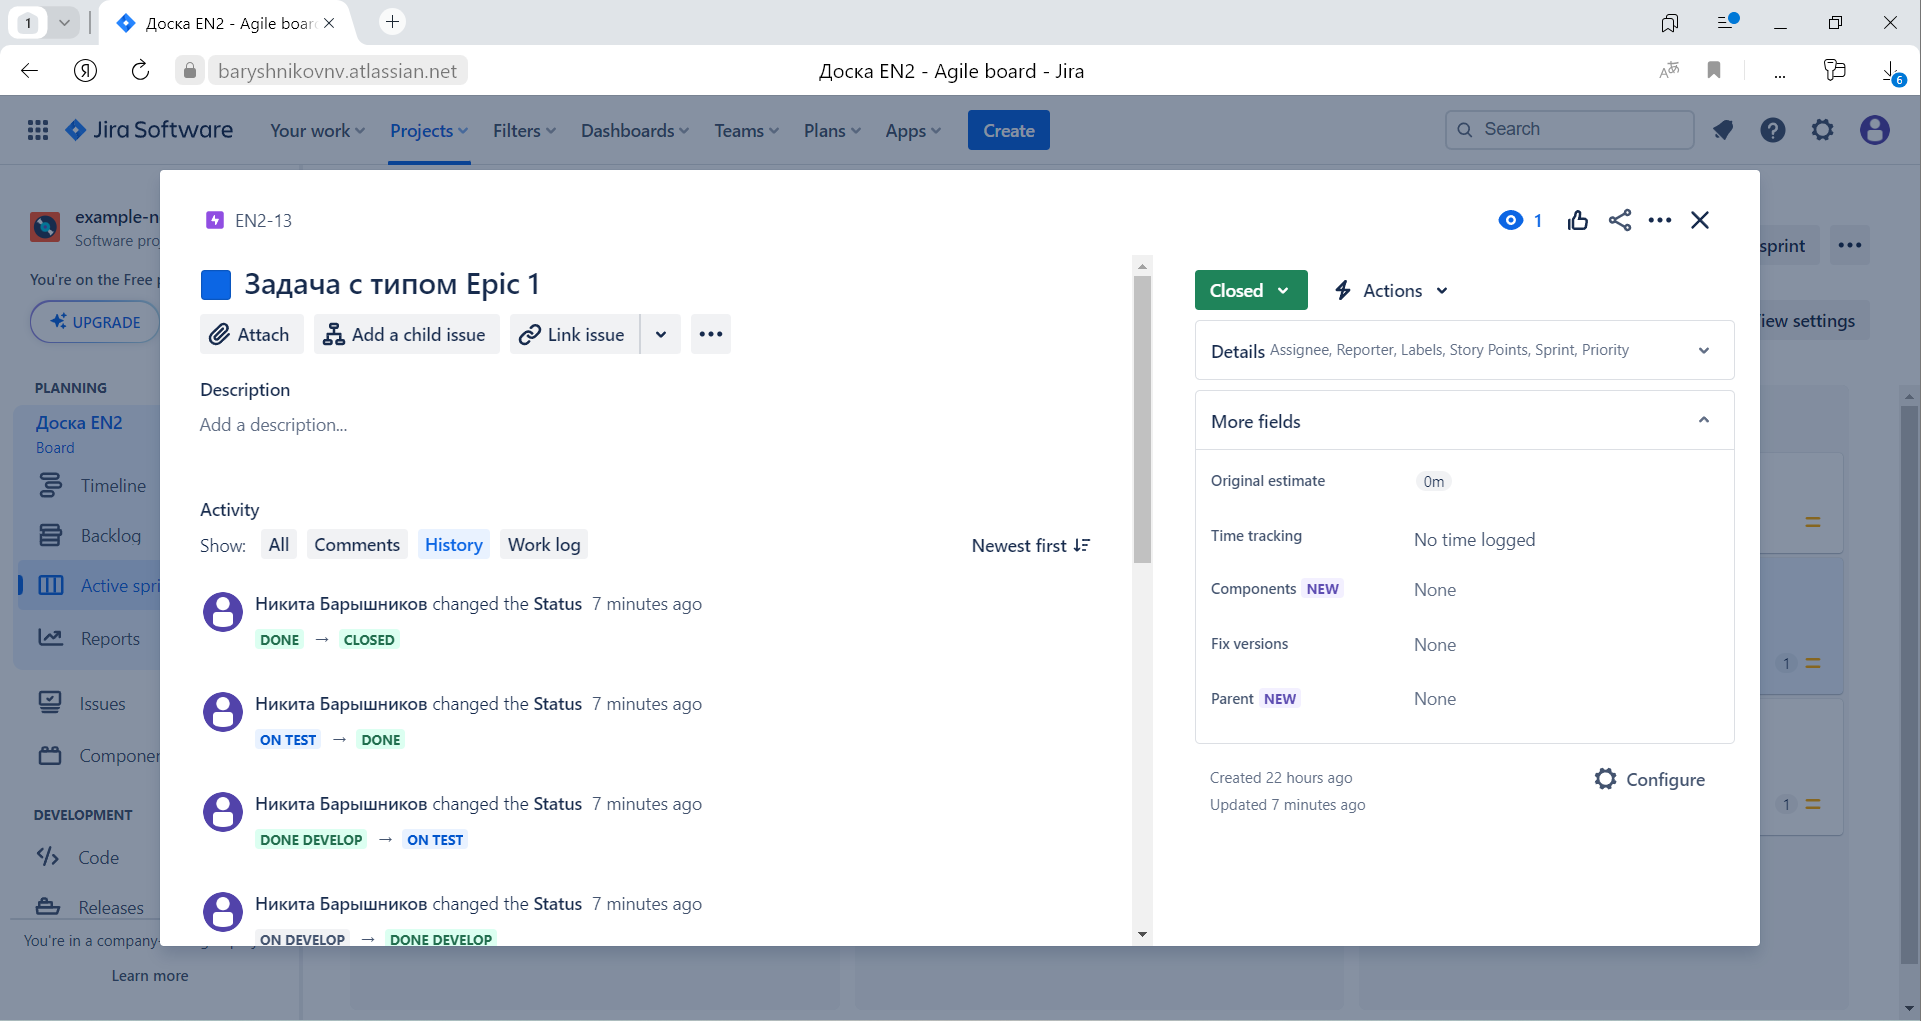 1
Доска EN2 - Agile boar
baryshnikovnv.atlassian.net
Доска EN2 - Agile board - Jira
6
Jira Software
Your work
Projects
Filters
Dashboards
Teams
Plans
Apps
Create
Search
example-n
Software proj
You're on the Free p
UPGRADE
PLANNING
Доска EN2
Board
Timeline
Backlog
Active spri
Reports
Issues
Componen
DEVELOPMENT
Code
Releases
You're in a company-
Learn more
EN2-13
1
Задача с типом Epic 1
Attach
Add a child issue
Link issue
Description
Add a description...
Activity
Show:
All
Comments
History
Work log
Newest first
Никита Барышников changed the Status 7 minutes ago
DONE → CLOSED
Никита Барышников changed the Status 7 minutes ago
ON TEST → DONE
Никита Барышников changed the Status 7 minutes ago
DONE DEVELOP → ON TEST
Никита Барышников changed the Status 7 minutes ago
ON DEVELOP → DONE DEVELOP
Closed
Actions
Details Assignee, Reporter, Labels, Story Points, Sprint, Priority
More fields
Original estimate 0m
Time tracking No time logged
Components NEW None
Fix versions None
Parent NEW None
Created 22 hours ago
Updated 7 minutes ago
Configure
sprint
iew settings
1
1